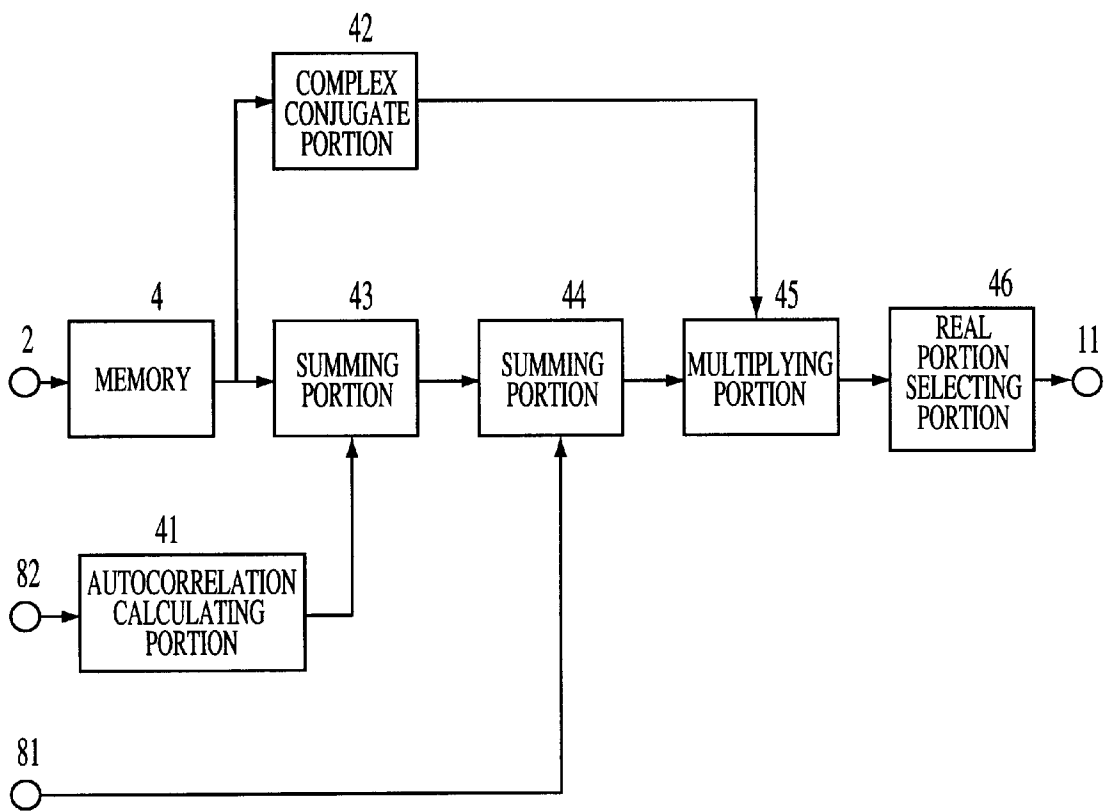 42
COMPLEX
CONJUGATE
PORTION
2
4
MEMORY
43
SUMMING
PORTION
44
SUMMING
PORTION
45
MULTIPLYING
PORTION
46
REAL
PORTION
SELECTING
PORTION
11
82
41
AUTOCORRELATION
CALCULATING
PORTION
81